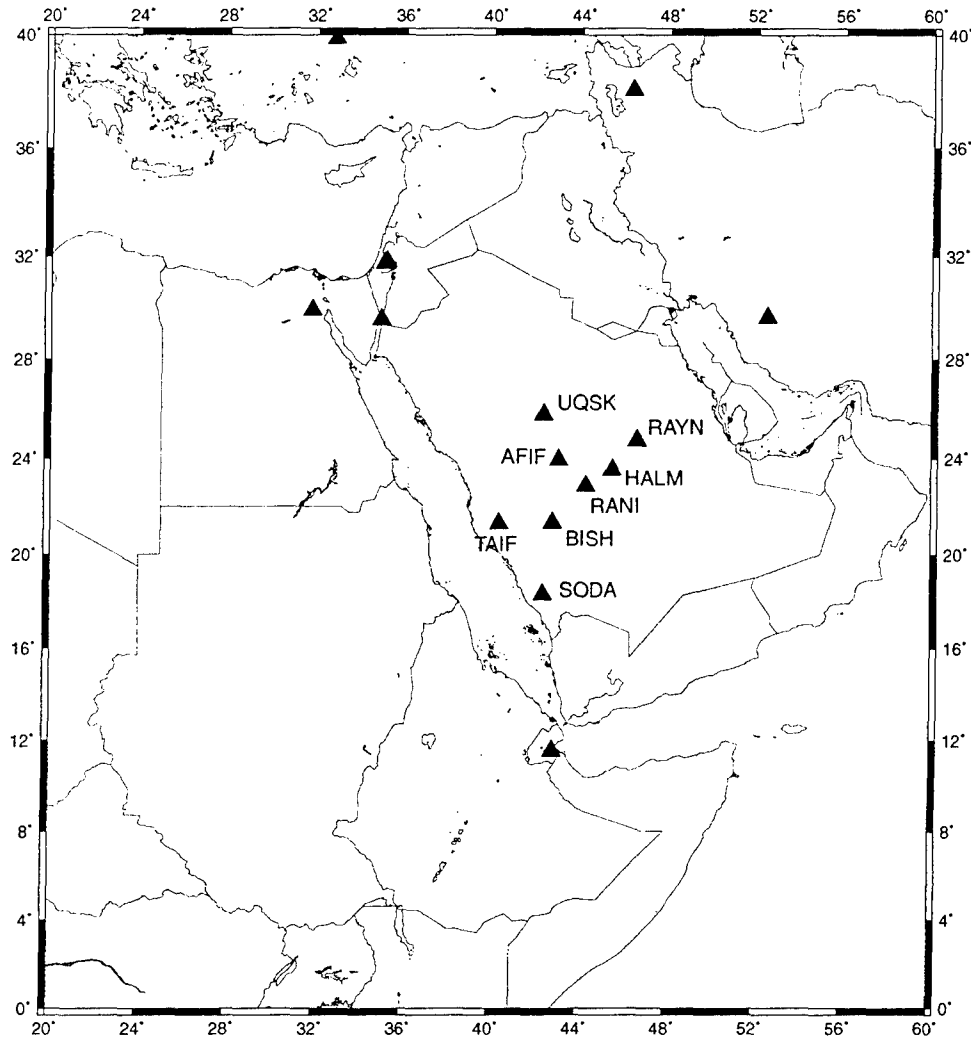 20° 24° 28° 32° 35° 40° 44° 48° 52° 56° 60°
40° 40°
36° 36°
32° 32°
28° 28°
UQSK
RAYN
AFIF
24° 24°
HALM
RANI
TAIF BISH
20° 20°
SODA
16° 16°
12° 12°
8° 8°
4° 4°
0° 0°
20° 24° 28° 32° 36° 40° 44° 48° 52° 56° 60°